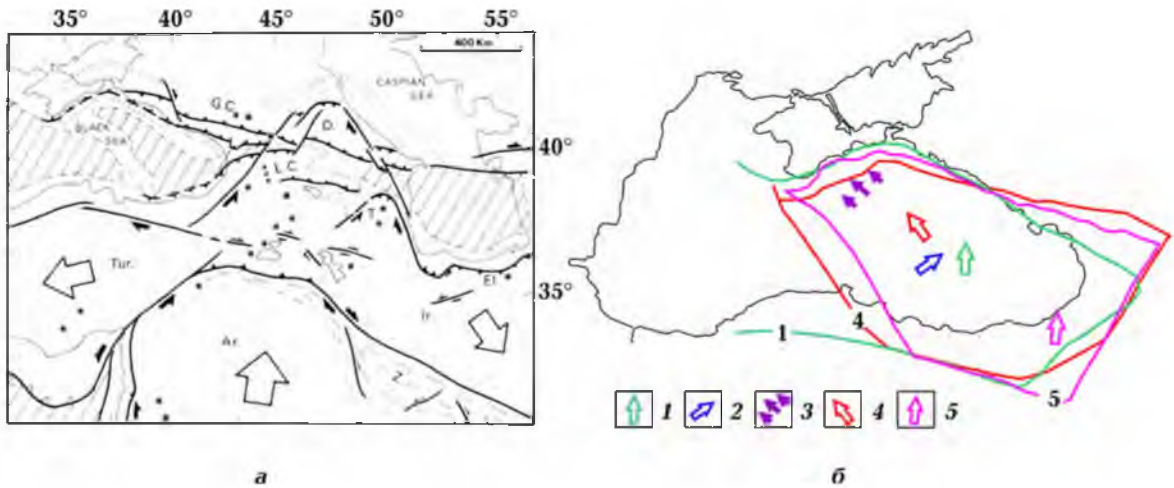 35° 40° 45° 50° 55°
400 Km
CASPIAN
SEA
G.C.
D.
BLACK
SEA
40°
L.C.
T.
Tur.
El.
35°
Ir.
Ar.
Z.
4
1
5
1 2 3 4 5
а б